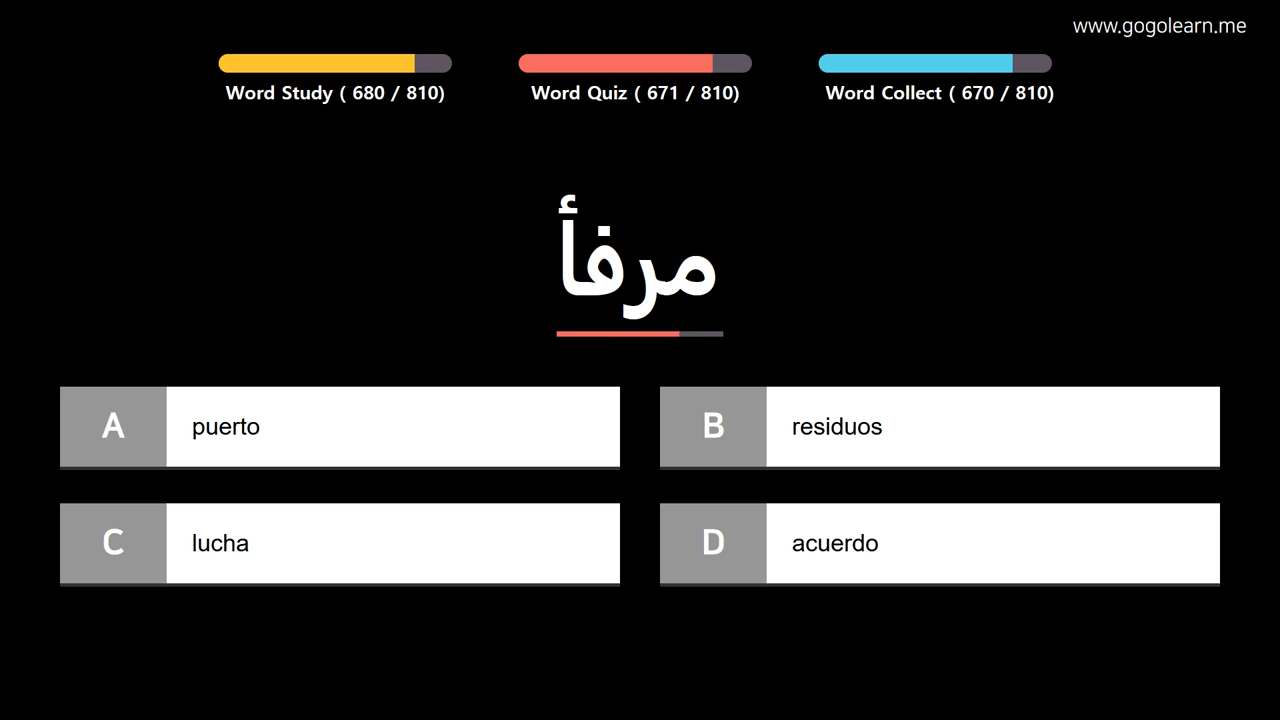 www.gogolearn.me
Word Study ( 680 / 810)
Word Quiz ( 671 / 810)
Word Collect ( 670 / 810)
مرفأ
A puerto
B residuos
C lucha
D acuerdo